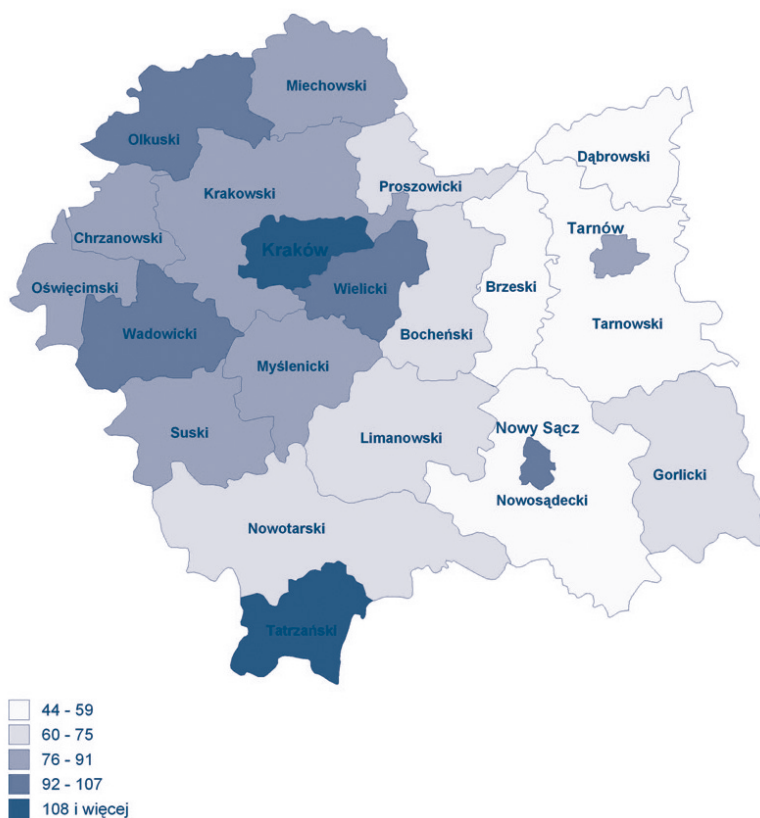 Miechowski
Olkuski
Dąbrowski
Proszowicki
Krakowski
Tarnów
Chrzanowski
Kraków
Oświęcimski
Wielicki
Brzeski
Tarnowski
Wadowicki
Bocheński
Myślenicki
Nowy Sącz
Suski
Limanowski
Gorlicki
Nowosądecki
Nowotarski
Tatrzański
44 - 59
60 - 75
76 - 91
92 - 107
108 i więcej